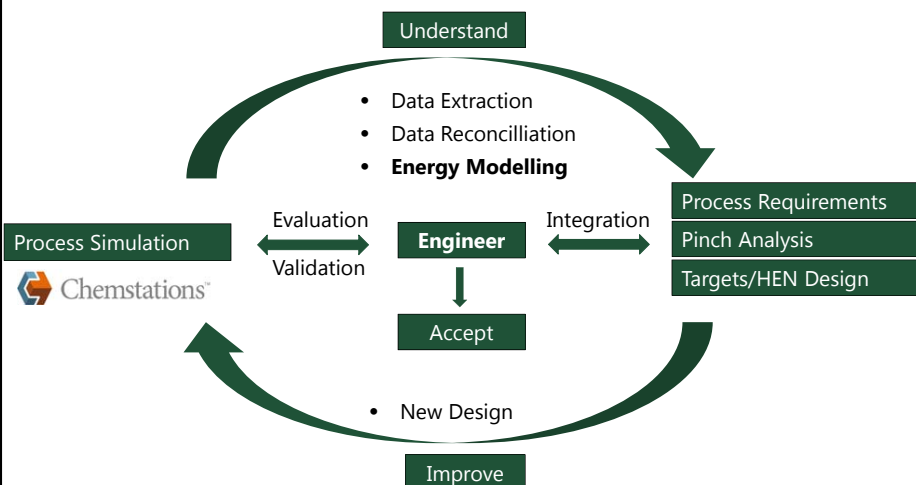 Understand
• Data Extraction
• Data Reconcilliation
• Energy Modelling
Process Simulation
Chemstations™
Evaluation
Validation
Engineer
Integration
Process Requirements
Pinch Analysis
Targets/HEN Design
Accept
• New Design
Improve